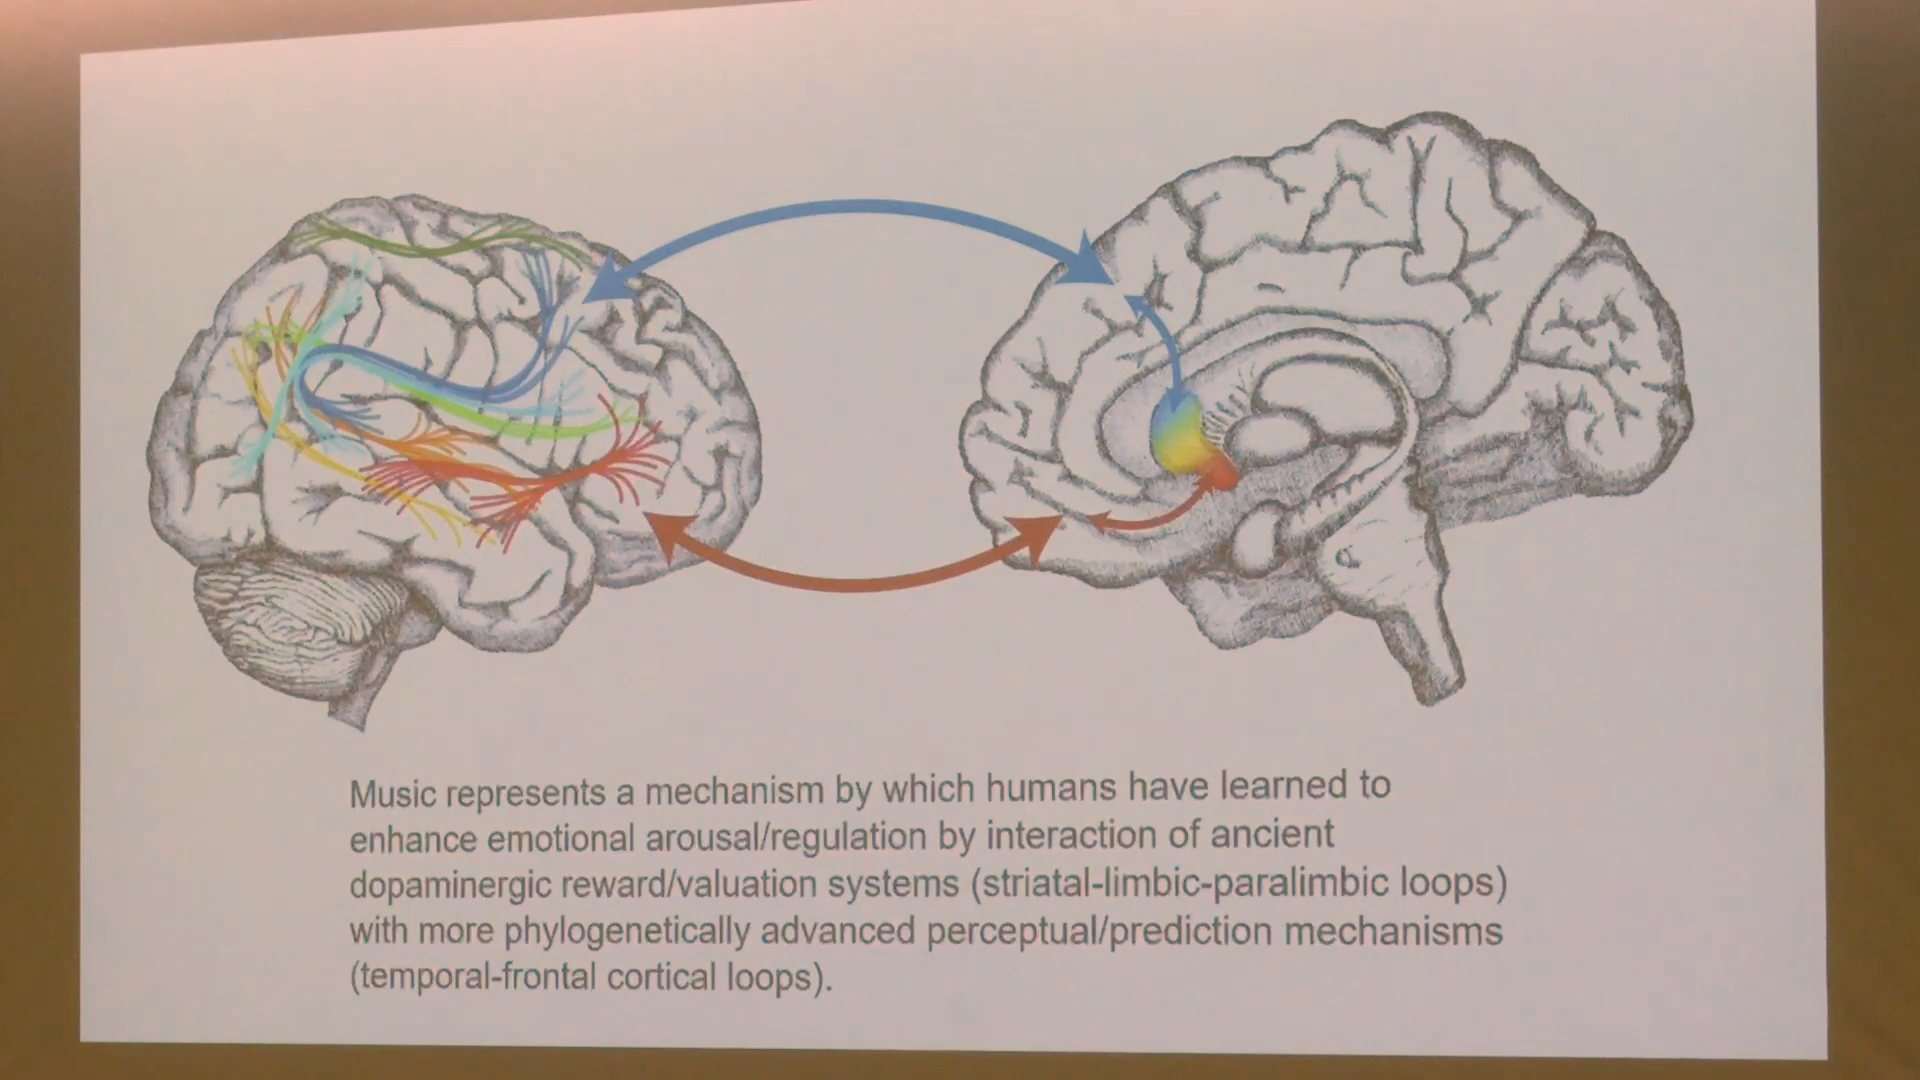 Music represents a mechanism by which humans have learned to
enhance emotional arousal/regulation by interaction of ancient
dopaminergic reward/valuation systems (striatal-limbic-paralimbic loops)
with more phylogenetically advanced perceptual/prediction mechanisms
(temporal-frontal cortical loops).